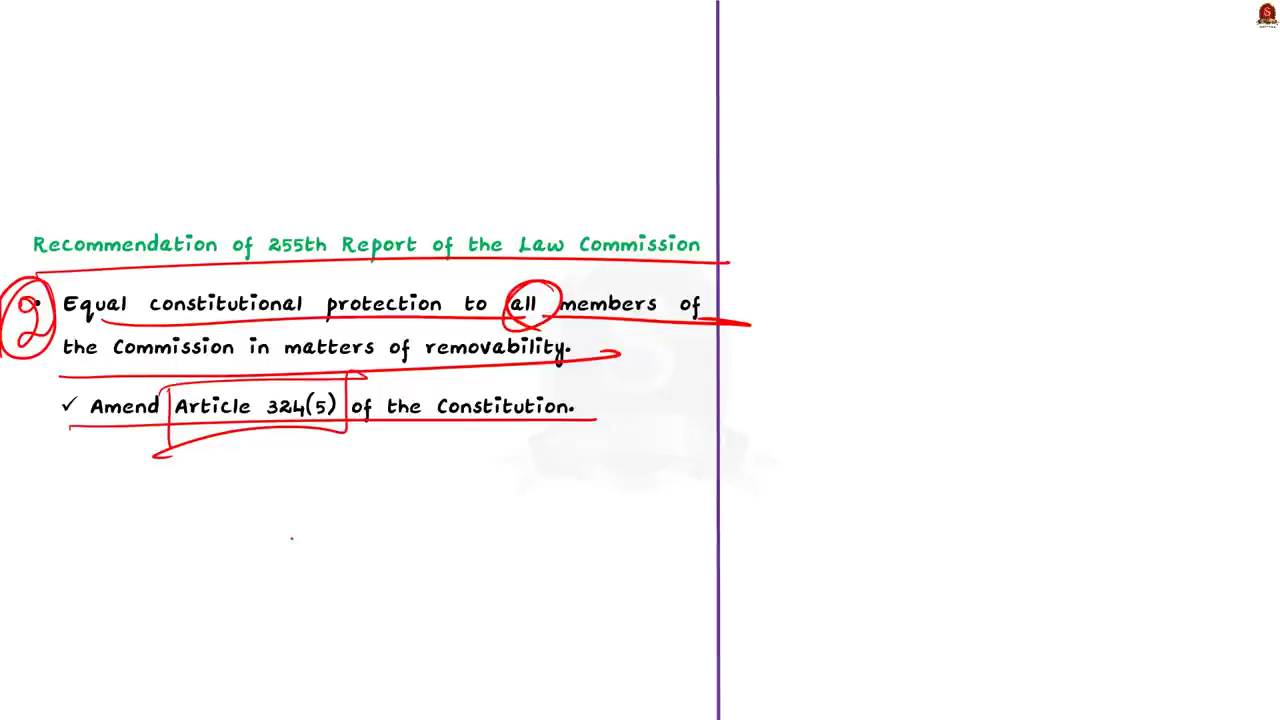 Recommendation of 255th Report of the Law Commission
2
• Equal constitutional protection to all members of
the Commission in matters of removability.
✓ Amend Article 324(5) of the Constitution.